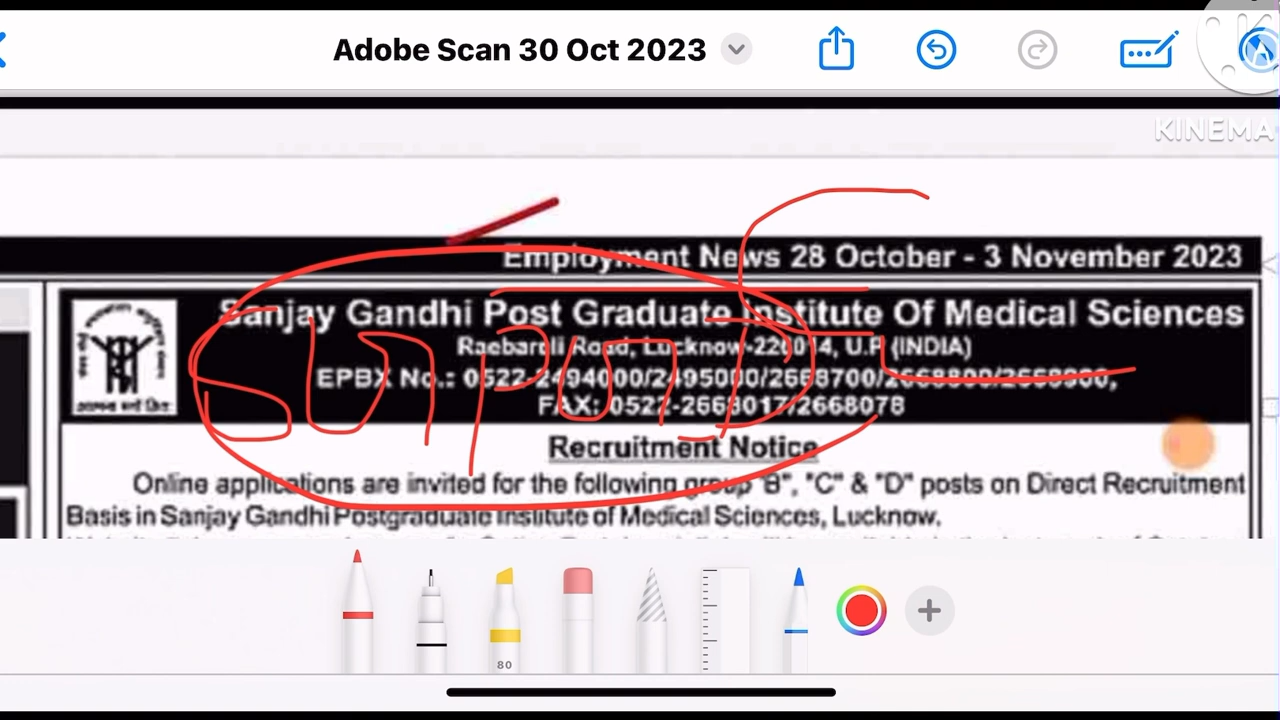 Adobe Scan 30 Oct 2023
KINEMA
Employment News 28 October - 3 November 2023
Sanjay Gandhi Post Graduate Institute Of Medical Sciences
Raebareli Road, Lucknow-226014, U.P. (INDIA)
EPBX No.: 0522-2494000/2495000/2668700/2668800/2668900,
FAX: 0522-2668017/2668078
Recruitment Notice
Online applications are invited for the following group "B", "C" & "D" posts on Direct Recruitment
Basis in Sanjay Gandhi Postgraduate Institute of Medical Sciences, Lucknow.
80